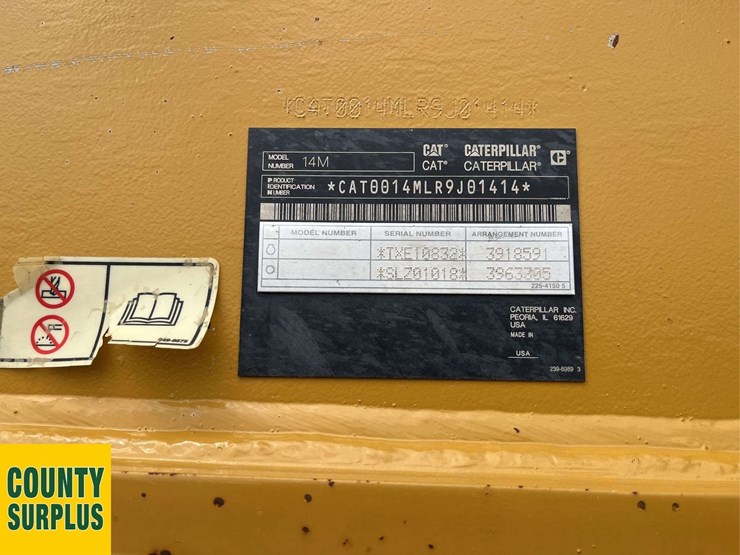 *CAT0014MLR9J01414*
MODEL NUMBER 14M
CAT® CATERPILLAR®
CAT® CATERPILLAR®
PRODUCT IDENTIFICATION NUMBER *CAT0014MLR9J01414*
MODEL NUMBER SERIAL NUMBER ARRANGEMENT NUMBER
*TXE10832* 3918591
*SLZ01018* 3963305
225-4150 5
CATERPILLAR INC.
PEORIA, IL 61629
USA
MADE IN
USA
239-6989 3
COUNTY
SURPLUS